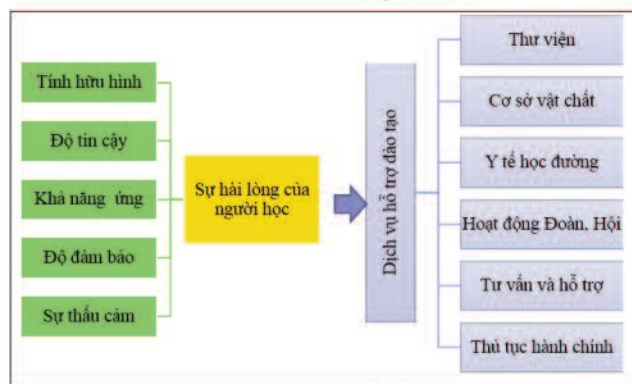 Tính hữu hình
Độ tin cậy
Khả năng ứng
Độ đảm bảo
Sự thấu cảm
Sự hài lòng của
người học
Dịch vụ hỗ trợ đào tạo
Thư viện
Cơ sở vật chất
Y tế học đường
Hoạt động Đoàn, Hội
Tư vấn và hỗ trợ
Thủ tục hành chính